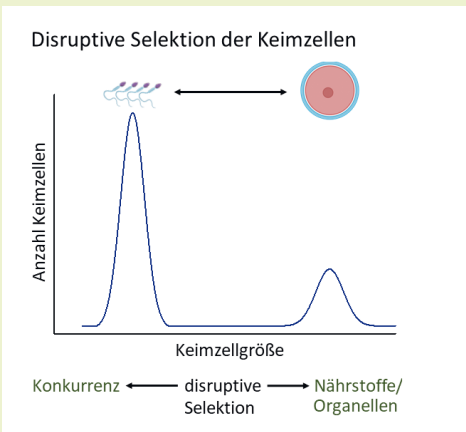 Disruptive Selektion der Keimzellen
Anzahl Keimzellen
Keimzellgröße
Konkurrenz
disruptive
Selektion
Nährstoffe/
Organellen